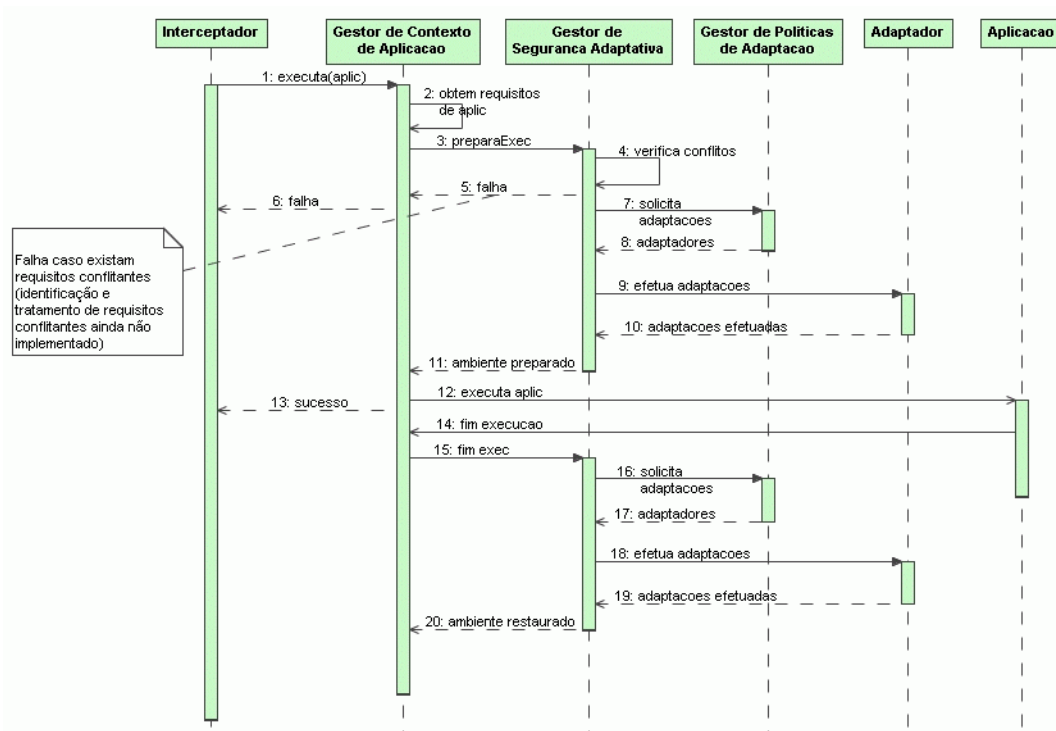 Interceptador
Gestor de Contexto
de Aplicacao
Gestor de
Seguranca Adaptativa
Gestor de Politicas
de Adaptacao
Adaptador
Aplicacao
1: executa(aplic)
2: obtem requisitos
de aplic
3: preparaExec
4: verifica conflitos
5: falha
6: falha
7: solicita
adaptacoes
8: adaptadores
Falha caso existam
requisitos conflitantes
(identificação e
tratamento de requisitos
conflitantes ainda não
implementado)
9: efetua adaptacoes
10: adaptacoes efetuadas
11: ambiente preparado
12: executa aplic
13: sucesso
14: fim execucao
15: fim exec
16: solicita
adaptacoes
17: adaptadores
18: efetua adaptacoes
19: adaptacoes efetuadas
20: ambiente restaurado